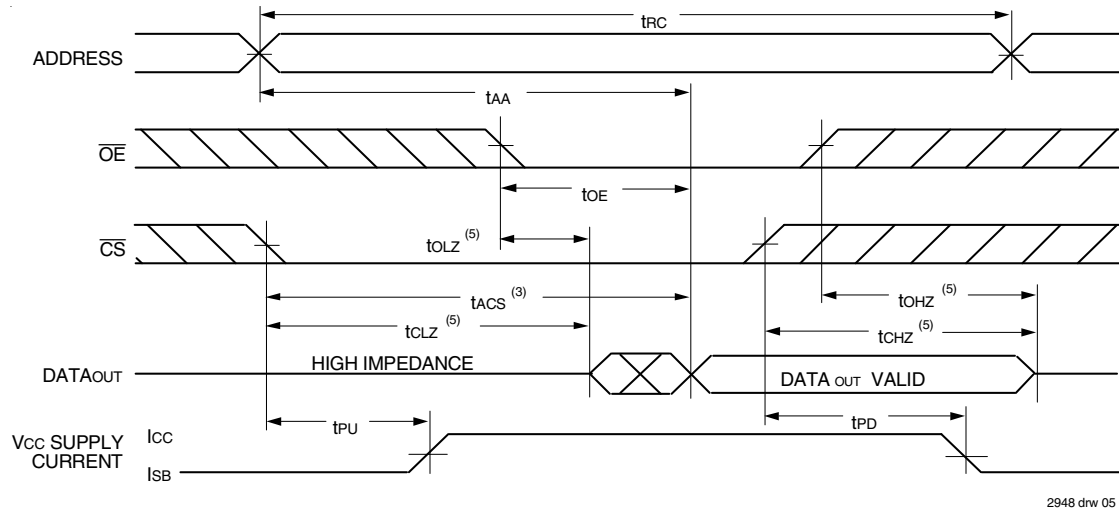 tRC
ADDRESS
tAA
OE
tOE
CS
tOLZ (5)
tACS (3)
tOHZ (5)
tCLZ (5)
tCHZ (5)
HIGH IMPEDANCE
DATAOUT
DATA OUT VALID
tPU
tPD
VCC SUPPLY
CURRENT
ICC
ISB
2948 drw 05